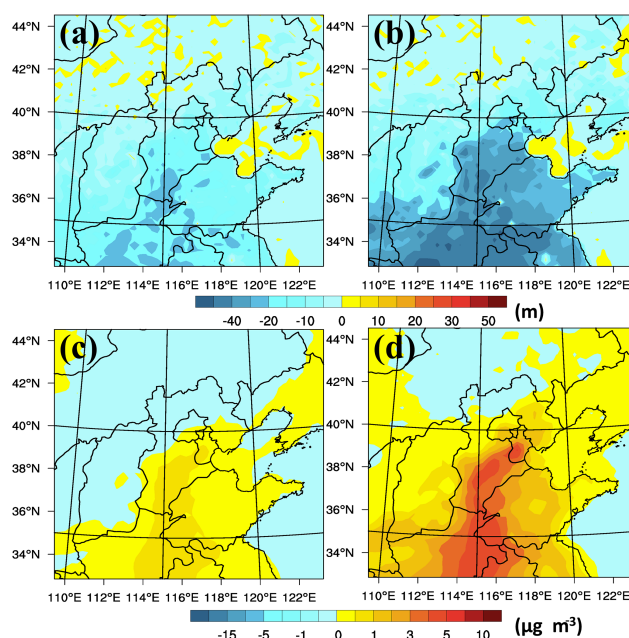 (a) (b)
44°N 44°N
42°N 42°N
40°N 40°N
38°N 38°N
36°N 36°N
34°N 34°N
110°E 112°E 114°E 116°E 118°E 120°E 122°E 110°E 112°E 114°E 116°E 118°E 120°E 122°E
-40 -20 -10 0 10 20 30 50 (m)
(c) (d)
44°N 44°N
42°N 42°N
40°N 40°N
38°N 38°N
36°N 36°N
34°N 34°N
110°E 112°E 114°E 116°E 118°E 120°E 122°E 110°E 112°E 114°E 116°E 118°E 120°E 122°E
-15 -5 -1 0 1 3 5 10 (μg m⁻³)